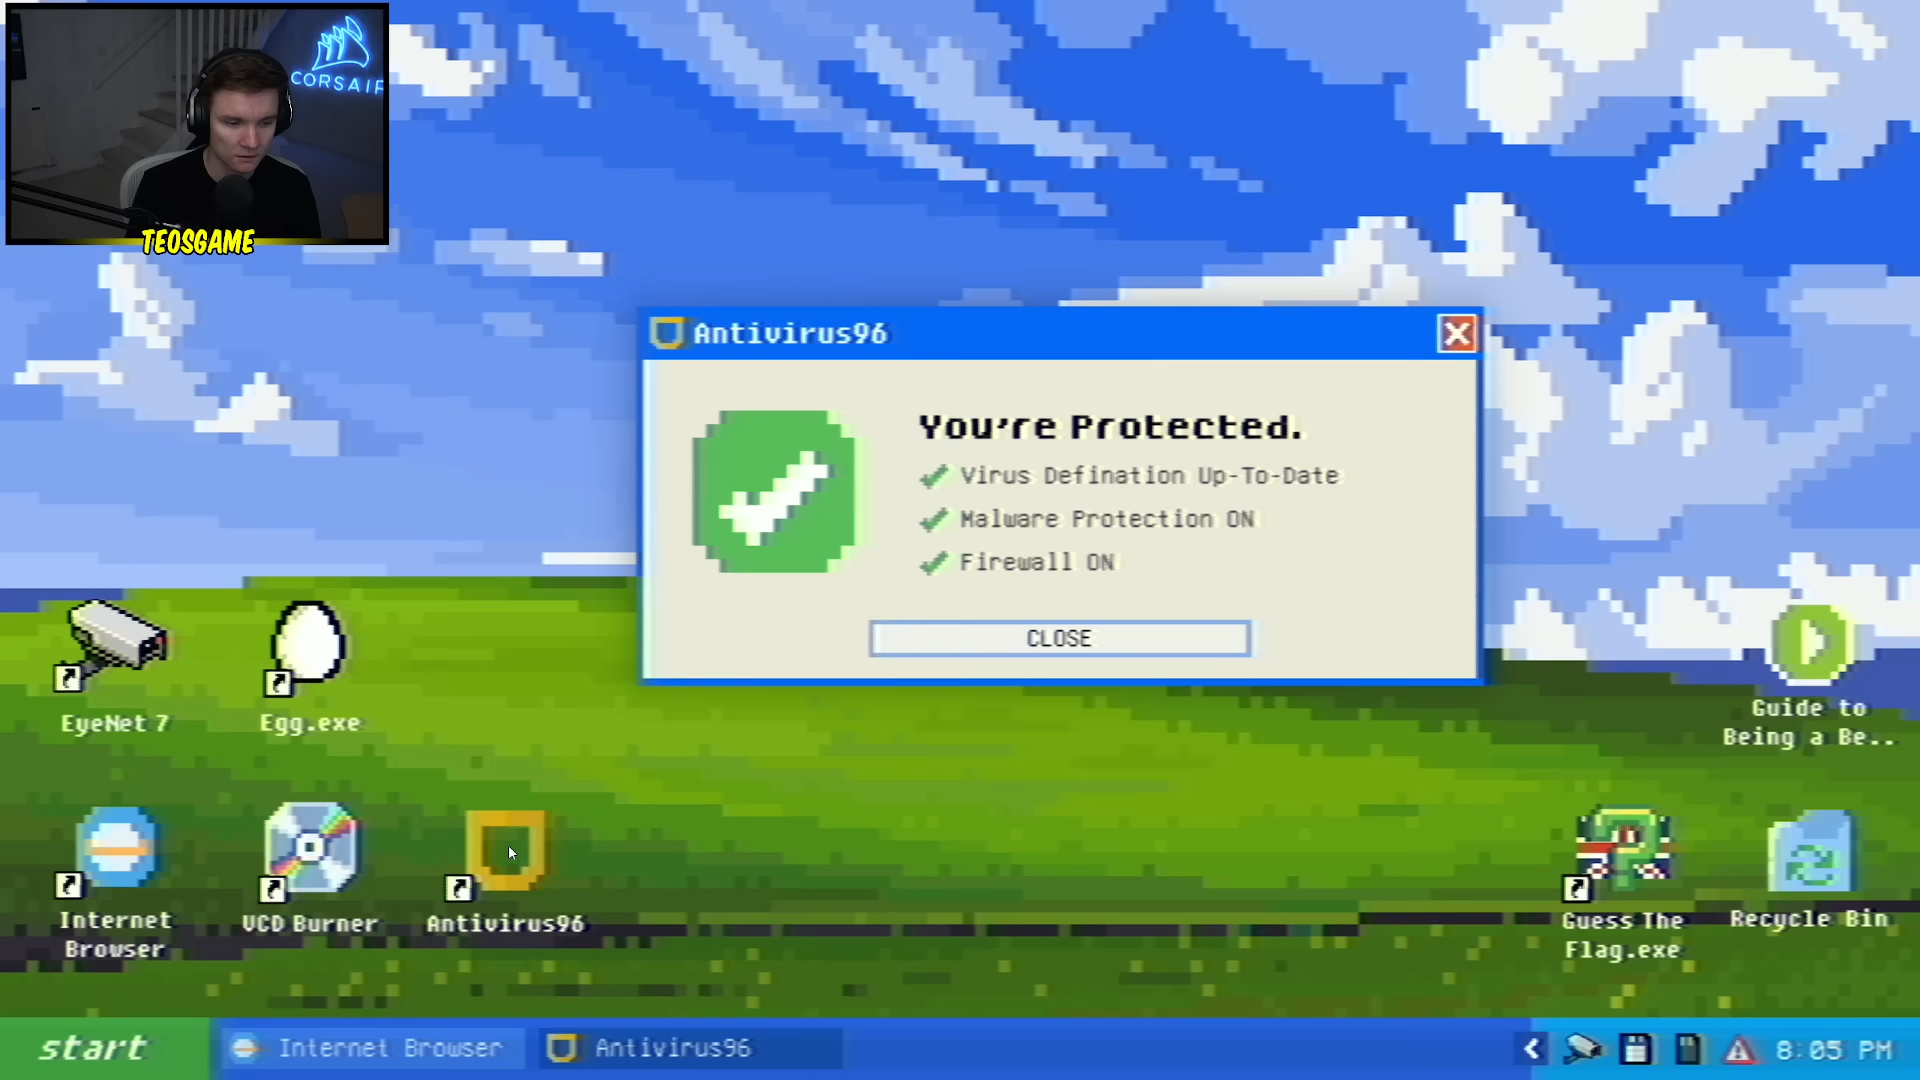 CORSAIR
TEOSGAME
Antivirus96
You're Protected.
Virus Defination Up-To-Date
Malware Protection ON
Firewall ON
CLOSE
EyeNet 7
Egg.exe
Guide to
Being a Be..
Internet
Browser
VCD Burner
Antivirus96
Guess The
Flag.exe
Recycle Bin
start
Internet Browser
Antivirus96
8:05 PM